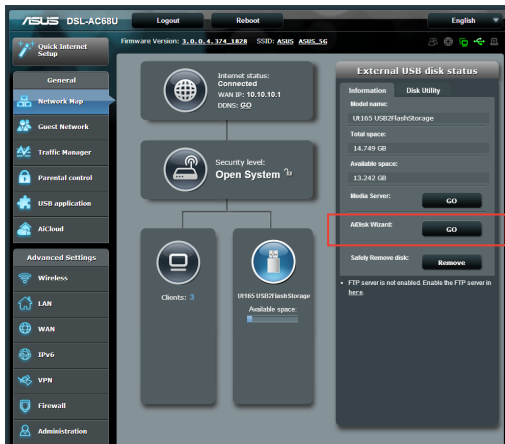 ASUS DSL-AC68U Logout Reboot English
Quick Internet
Setup
Firmware Version: 3.0.0.4.374_1828 SSID: ASUS ASUS_5G
General
Network Map
Guest Network
Traffic Manager
Parental control
USB application
AiCloud
Advanced Settings
Wireless
LAN
WAN
IPv6
VPN
Firewall
Administration
Internet status:
Connected
WAN IP: 10.10.10.1
DDNS: GO
Security level:
Open System
Clients: 3
Ut165 USB2FlashStorage
Available space:
External USB disk status
Information Disk Utility
Model name:
Ut165 USB2FlashStorage
Total space:
14.749 GB
Available space:
13.242 GB
Media Server: GO
AiDisk Wizard: GO
Safely Remove disk: Remove
• FTP server is not enabled. Enable the FTP server in
here.